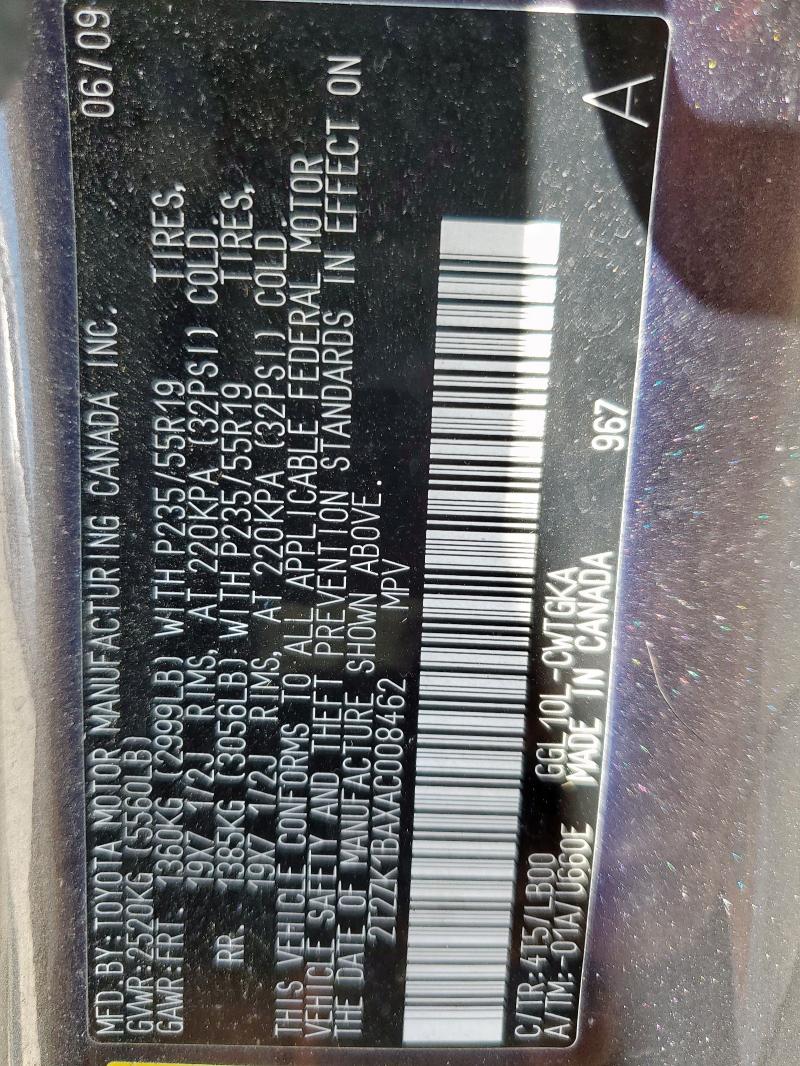 MFD.BY:TOYOTA MOTOR MANUFACTURING CANADA INC. 06/09
GVWR:2520KG (5560LB)
GAWR:FRT. 1360KG (2999LB) WITH P235/55R19 TIRES,
19X7 1/2J RIMS, AT 220KPA (32PSI) COLD.
RR. 1385KG (3056LB) WITH P235/55R19 TIRES,
19X7 1/2J RIMS, AT 220KPA (32PSI) COLD.
THIS VEHICLE CONFORMS TO ALL APPLICABLE FEDERAL MOTOR
VEHICLE SAFETY AND THEFT PREVENTION STANDARDS IN EFFECT ON
THE DATE OF MANUFACTURE SHOWN ABOVE.
2T2ZK1BAXAC008462 MPV
C/TR:4T5/LB00 GGL10L-CWTGKA
A/TM:-01A/U660E MADE IN CANADA 967 A